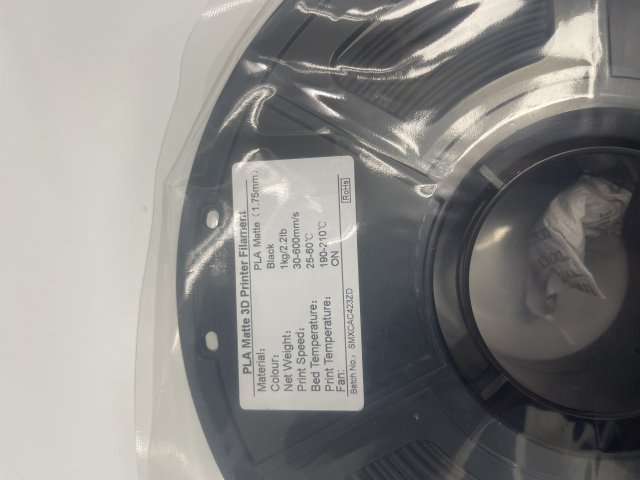 PLA Matte 3D Printer Filament
Material: PLA Matte（1.75mm）
Colour: Black
Net Weight: 1kg/2.2lb
Print Speed: 30-600mm/s
Bed Temperature: 25-60℃
Print Temperature: 190-210℃
Fan: ON
Batch No.: SMXCAC423ZD
RoHS